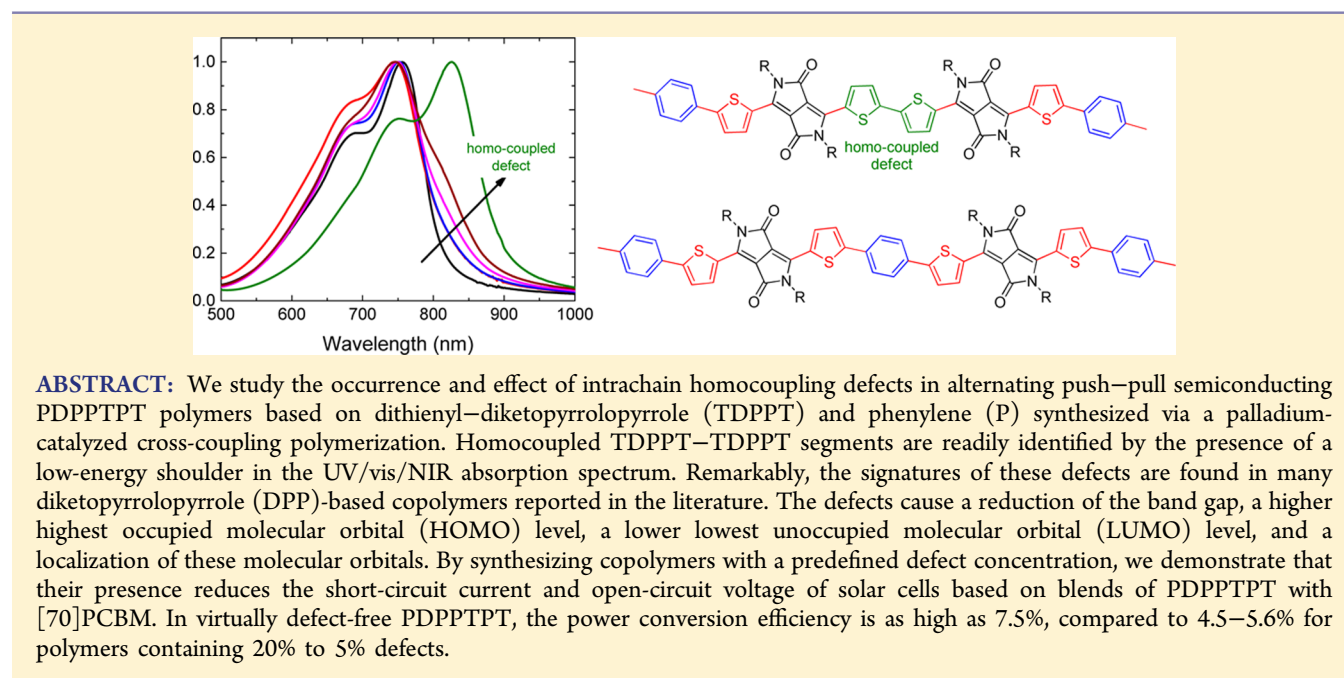 1.0
0.8
0.6
0.4
0.2
0.0
500 600 700 800 900 1000
Wavelength (nm)
homo-coupled
defect
R
N
O
S
S
S
O
N
R
homo-coupled
defect
R
N
O
O
N
R
S
R
N
O
S
S
O
N
R
S
R
N
O
S
O
N
R
ABSTRACT: We study the occurrence and effect of intrachain homocoupling defects in alternating push−pull semiconducting
PDPPTPT polymers based on dithienyl−diketopyrrolopyrrole (TDPPT) and phenylene (P) synthesized via a palladium-
catalyzed cross-coupling polymerization. Homocoupled TDPPT−TDPPT segments are readily identified by the presence of a
low-energy shoulder in the UV/vis/NIR absorption spectrum. Remarkably, the signatures of these defects are found in many
diketopyrrolopyrrole (DPP)-based copolymers reported in the literature. The defects cause a reduction of the band gap, a higher
highest occupied molecular orbital (HOMO) level, a lower lowest unoccupied molecular orbital (LUMO) level, and a
localization of these molecular orbitals. By synthesizing copolymers with a predefined defect concentration, we demonstrate that
their presence reduces the short-circuit current and open-circuit voltage of solar cells based on blends of PDPPTPT with
[70]PCBM. In virtually defect-free PDPPTPT, the power conversion efficiency is as high as 7.5%, compared to 4.5−5.6% for
polymers containing 20% to 5% defects.